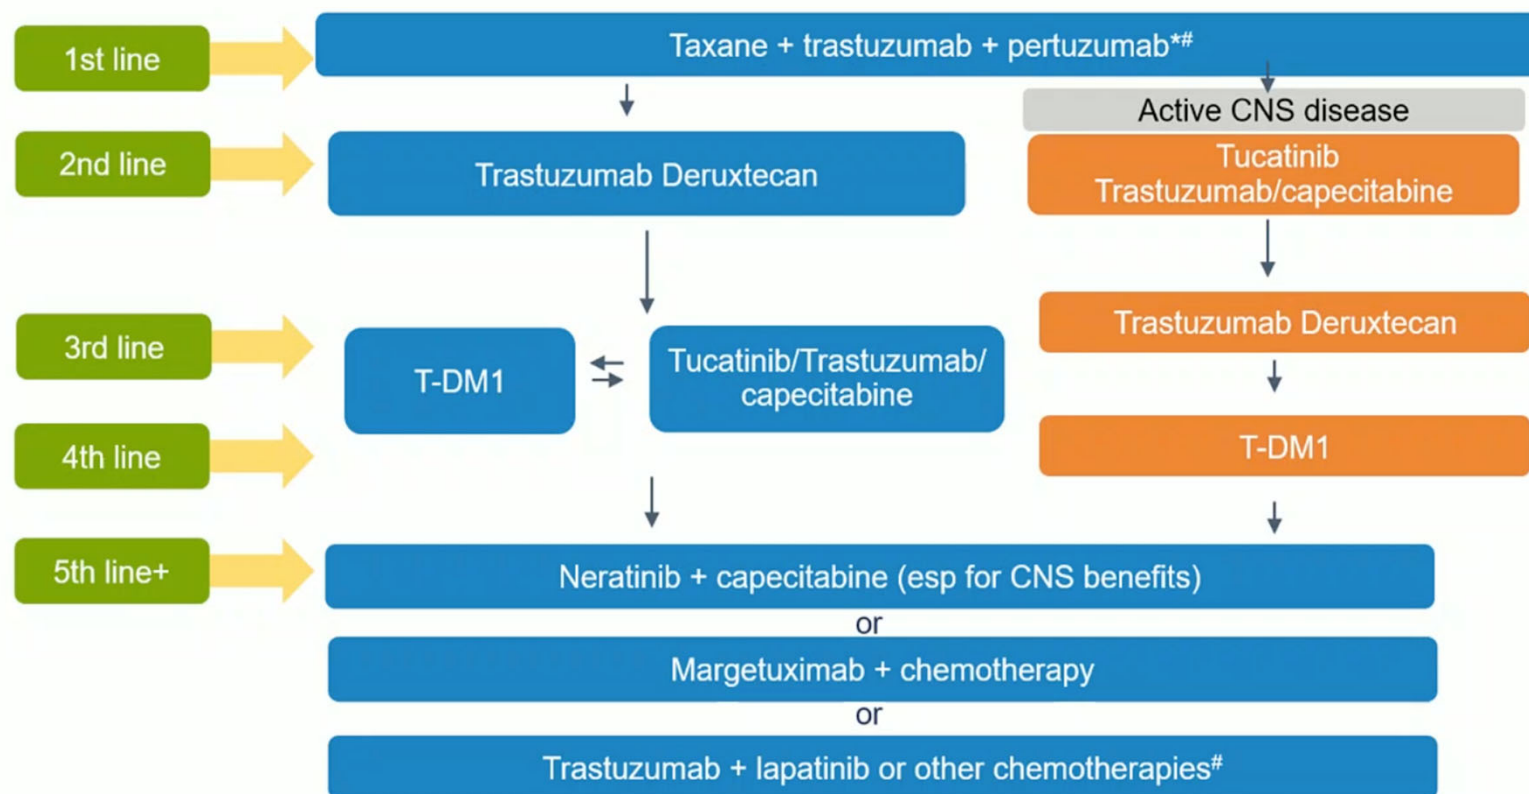 1st line
Taxane + trastuzumab + pertuzumab*#
Active CNS disease
2nd line
Trastuzumab Deruxtecan
Tucatinib
Trastuzumab/capecitabine
3rd line
T-DM1
Tucatinib/Trastuzumab/
capecitabine
Trastuzumab Deruxtecan
4th line
T-DM1
5th line+
Neratinib + capecitabine (esp for CNS benefits)
or
Margetuximab + chemotherapy
or
Trastuzumab + lapatinib or other chemotherapies#